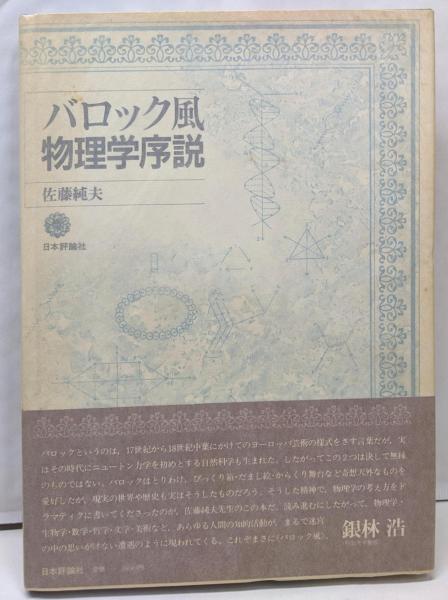 バロック風
物理学序説
佐藤純夫
日本評論社
バロックというのは、17世紀から18世紀中葉にかけてのヨーロッパ芸術の様式をさす言葉だが、実
はその時代にニュートン力学を初めとする自然科学も生まれた。したがってこの2つは決して無縁
のものではない。バロックはとりわけ、びっくり箱・だまし絵・からくり舞台など奇想天外なものを
愛好したが、現実の世界や歴史も実はそうしたものだろう。そうした精神で、物理学の考え方をド
ラマティクに書いてくださったのが、佐藤純夫先生のこの本だ。読み進むにしたがって、物理学・
生物学・数学・哲学・文学・美術など、あらゆる人間の知的活動が、まるで迷宮
の中の思いがけない遭遇のように現われてくる。これぞまさに《バロック風》。
銀林 浩
日本評論社 定価